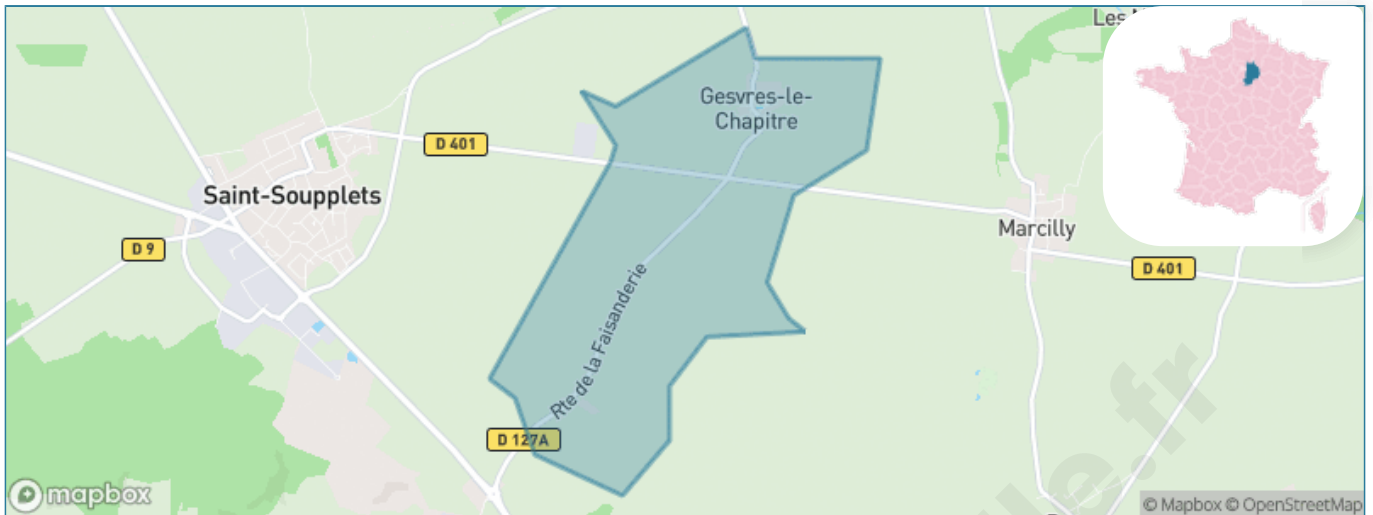 Les
Gesvres-le-
Chapitre
D 401
Saint-Soupplets
Marcilly
D 9
D 401
Rte de la Faisanderie
D 127A
mapbox
© Mapbox © OpenStreetMap